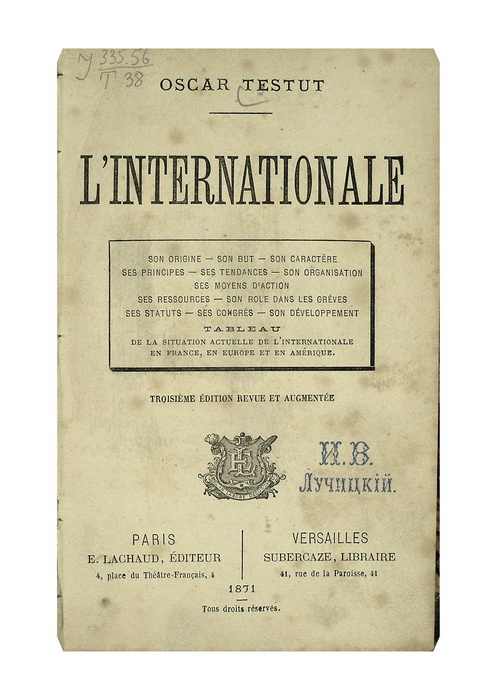 У 335.56
Т 38
OSCAR TESTUT
L'INTERNATIONALE
SON ORIGINE — SON BUT — SON CARACTÈRE
SES PRINCIPES — SES TENDANCES — SON ORGANISATION
SES MOYENS D'ACTION
SES RESSOURCES — SON ROLE DANS LES GRÈVES
SES STATUTS — SES CONGRÈS — SON DÉVELOPPEMENT
TABLEAU
DE LA SITUATION ACTUELLE DE L'INTERNATIONALE
EN FRANCE, EN EUROPE ET EN AMÉRIQUE.
TROISIÈME ÉDITION REVUE ET AUGMENTÉE
И.В.
Лучицкій.
PARIS
E. LACHAUD, ÉDITEUR
4, place du Théâtre-Français, 4
VERSAILLES
SUBERCAZE, LIBRAIRE
41, rue de la Paroisse, 41
1871
Tous droits réservés.